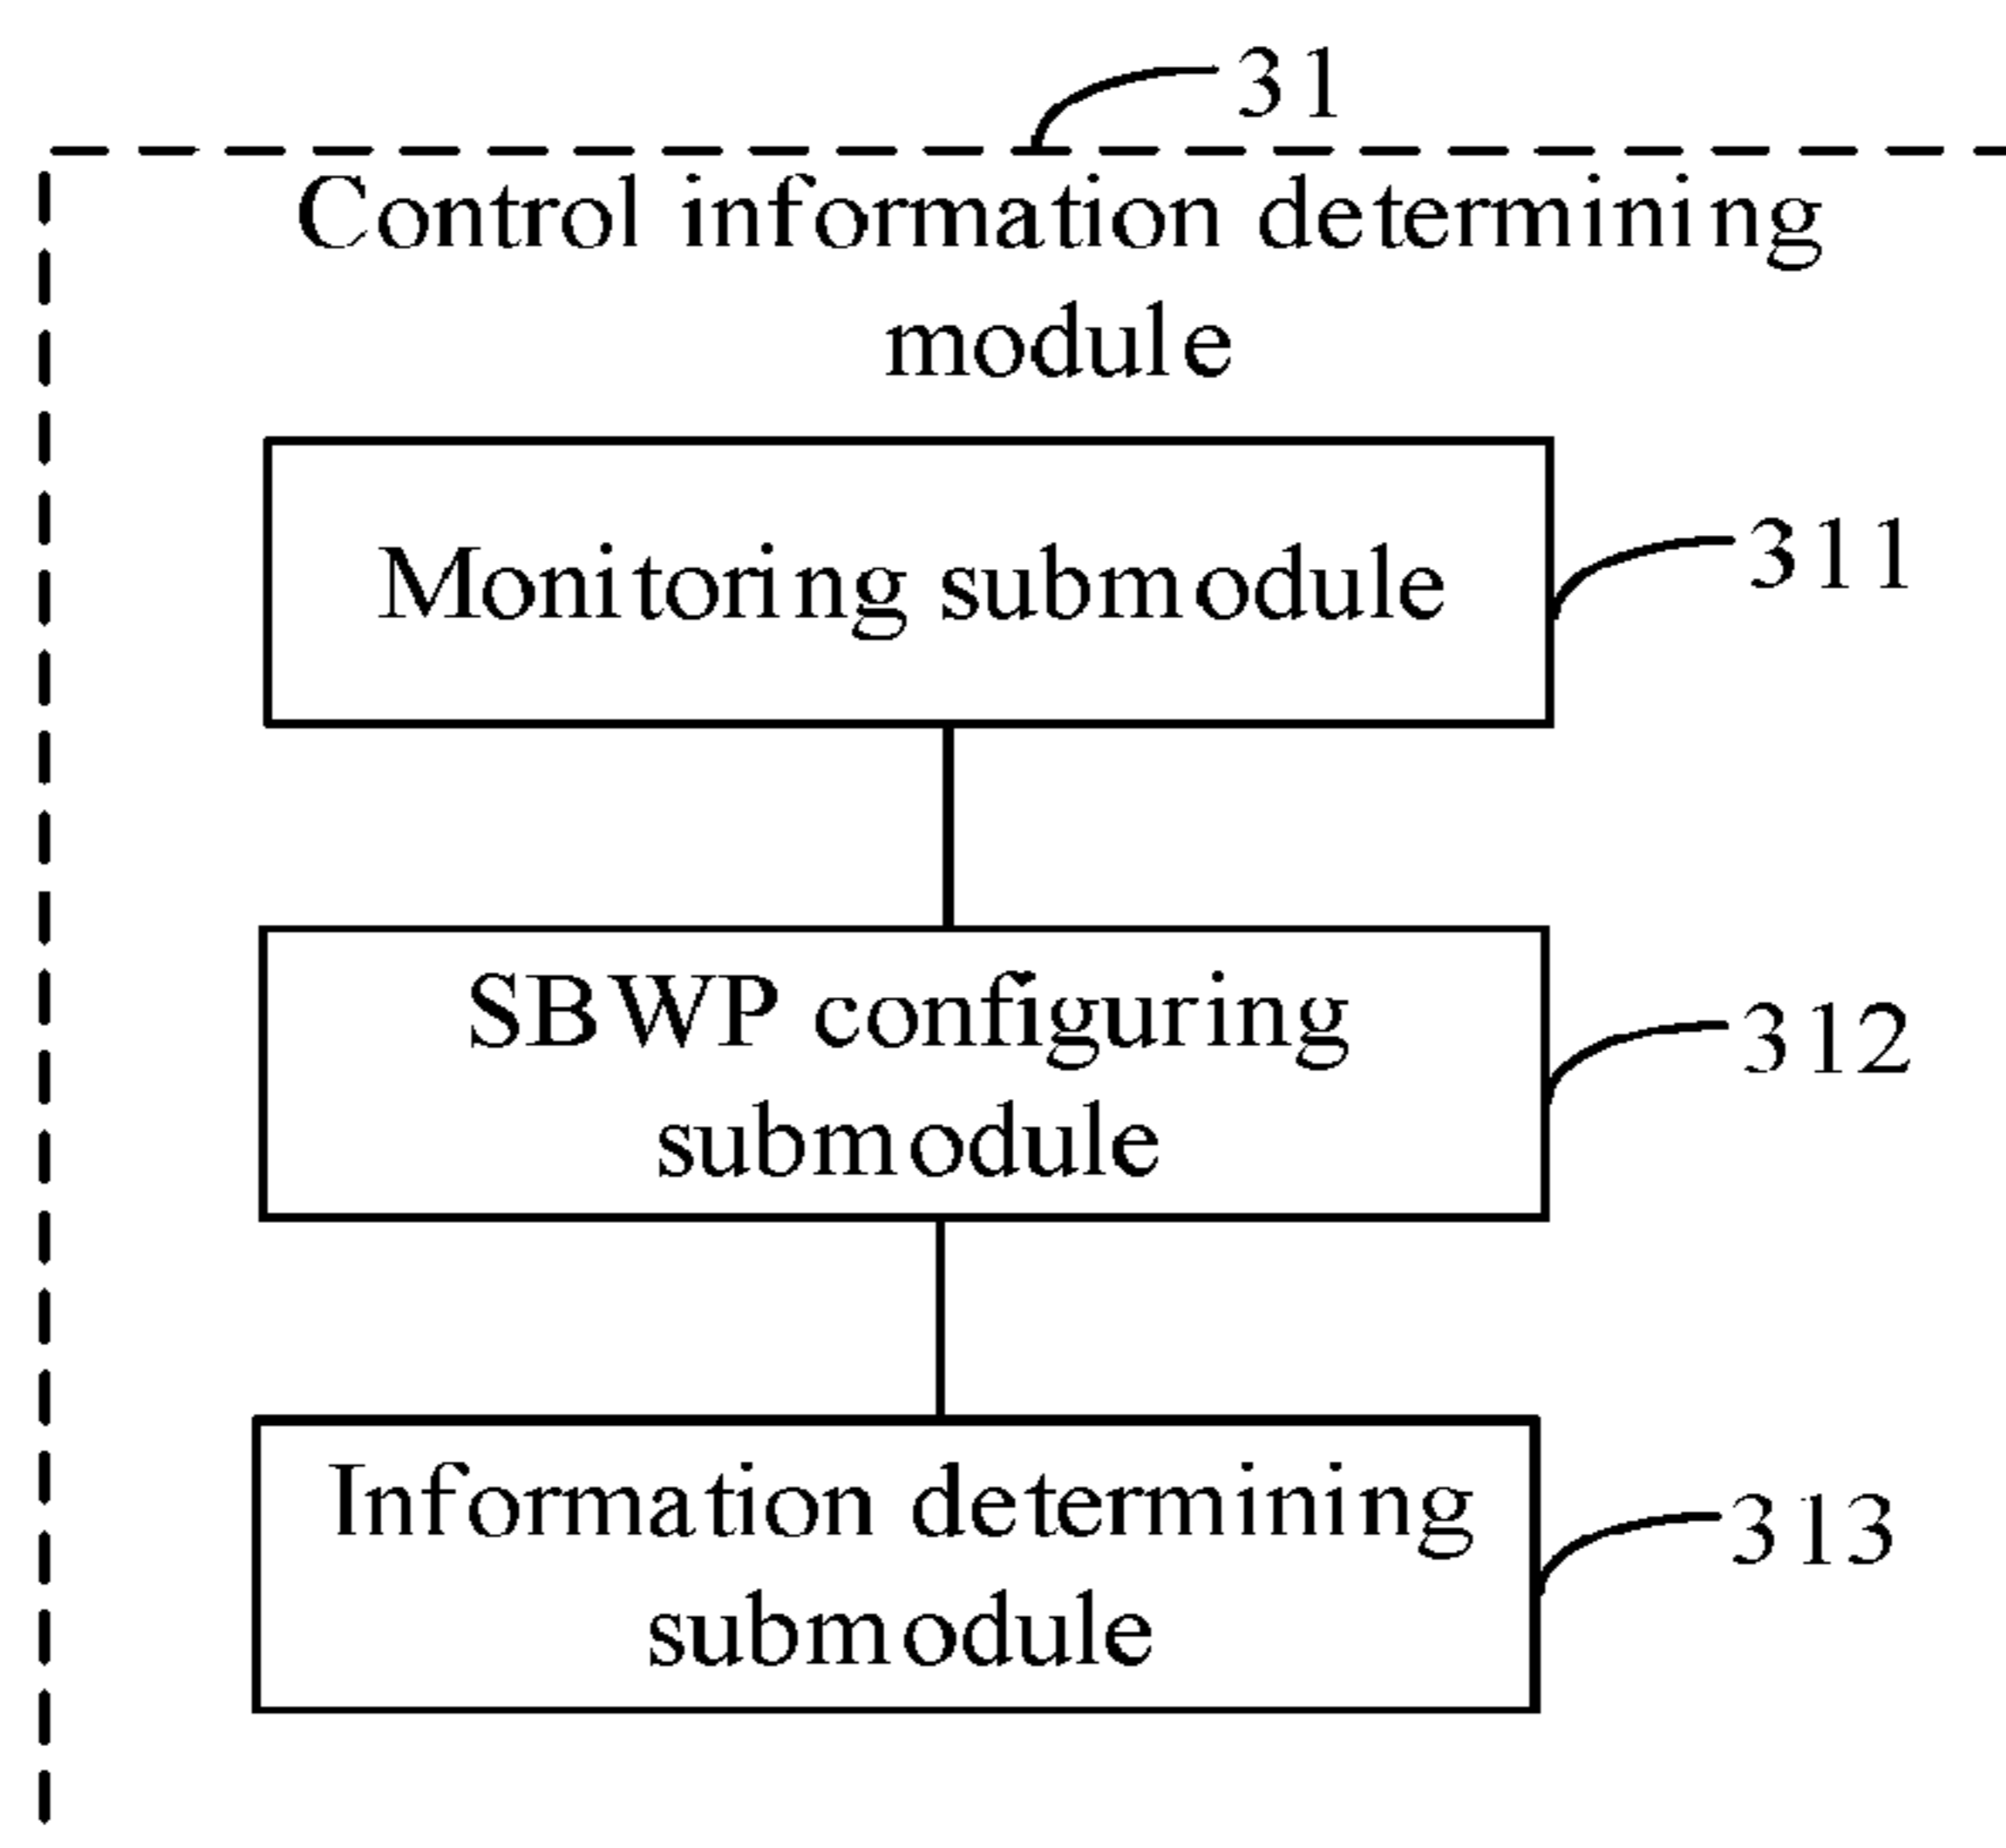 31
Control information determining
module
Monitoring submodule
311
SBWP configuring
submodule
312
Information determining
submodule
313